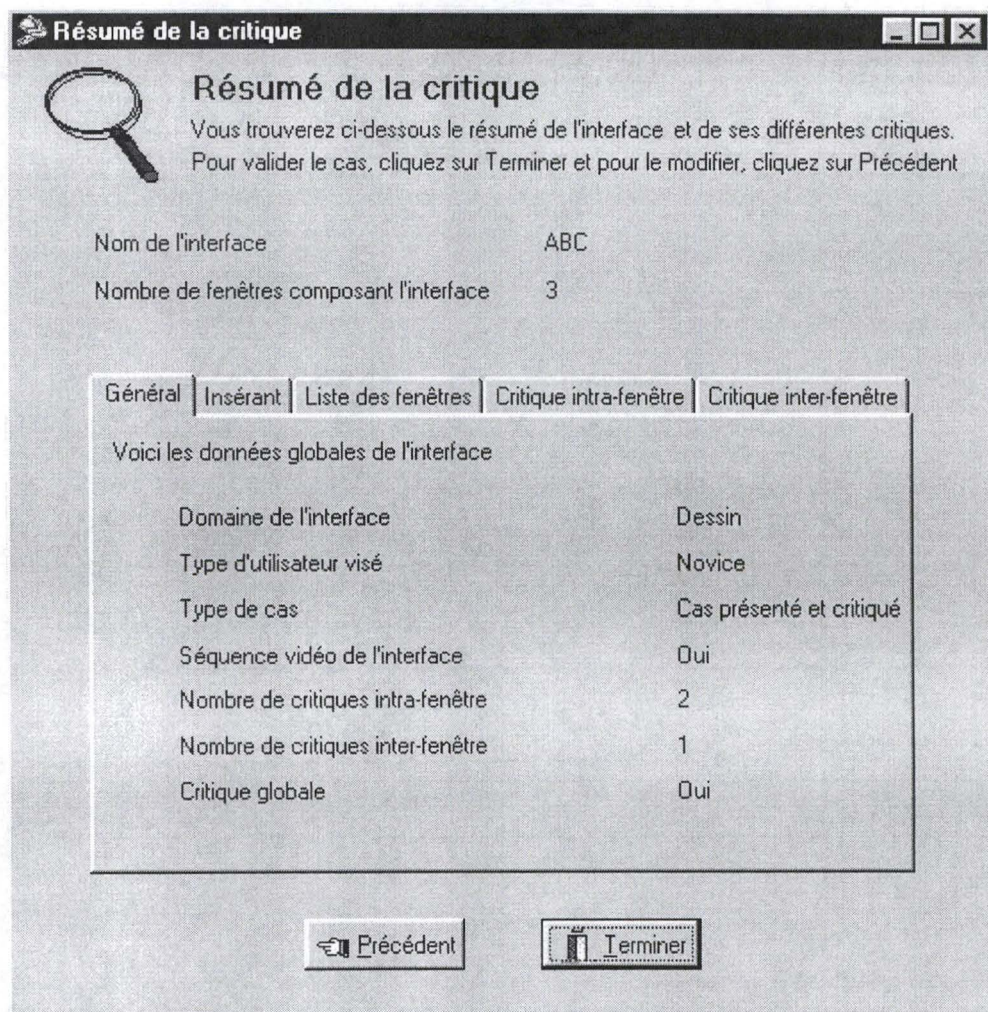 Résumé de la critique
Résumé de la critique
Vous trouverez ci-dessous le résumé de l'interface et de ses différentes critiques.
Pour valider le cas, cliquez sur Terminer et pour le modifier, cliquez sur Précédent
Nom de l'interface ABC
Nombre de fenêtres composant l'interface 3
Général Insérant Liste des fenêtres Critique intra-fenêtre Critique inter-fenêtre
Voici les données globales de l'interface
Domaine de l'interface Dessin
Type d'utilisateur visé Novice
Type de cas Cas présenté et critiqué
Séquence vidéo de l'interface Oui
Nombre de critiques intra-fenêtre 2
Nombre de critiques inter-fenêtre 1
Critique globale Oui
Précédent Terminer